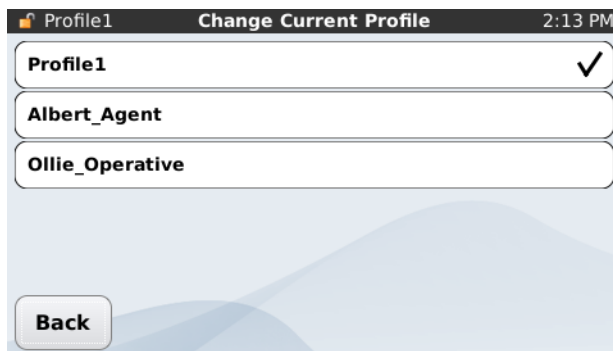 Profile1 Change Current Profile 2:13 PM
Profile1
Albert_Agent
Ollie_Operative
Back